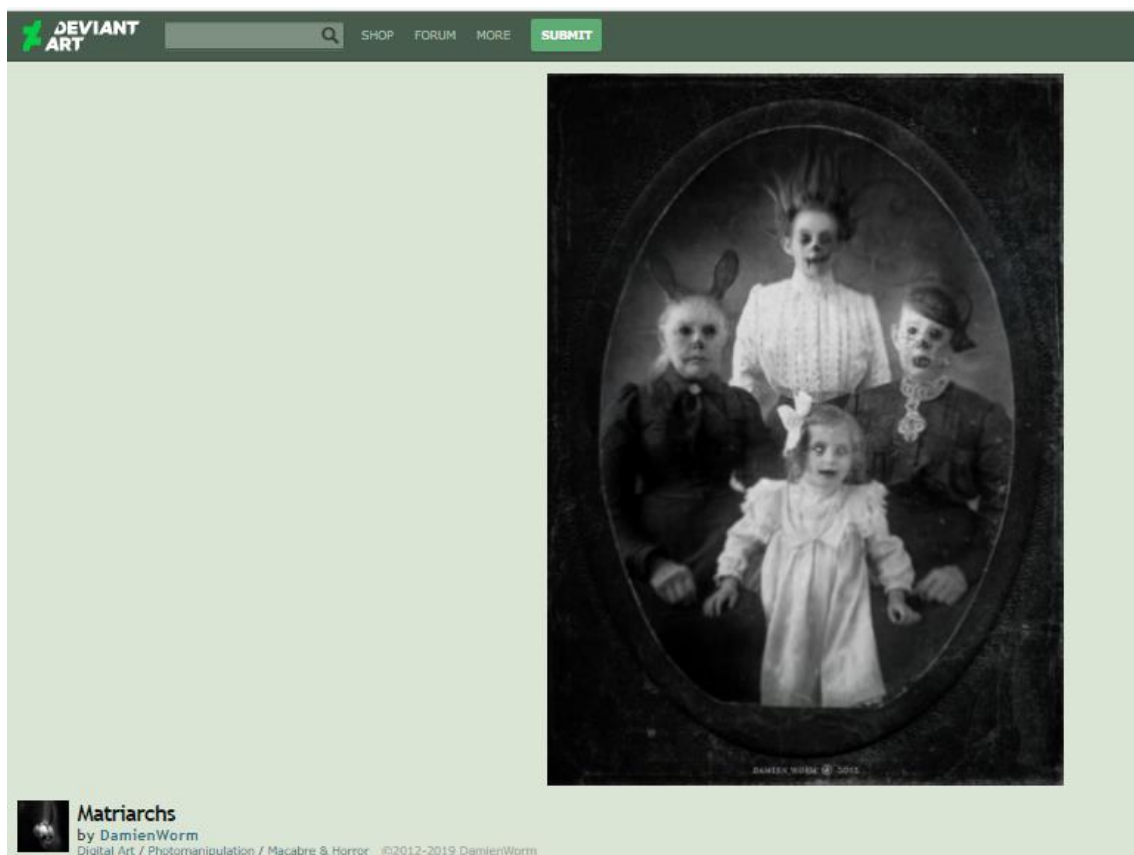 DEVIANT
ART
SHOP FORUM MORE SUBMIT
DAMIEN WORM 2012
Matriarchs
by DamienWorm
Digital Art / Photomanipulation / Macabre & Horror ©2012-2019 DamienWorm